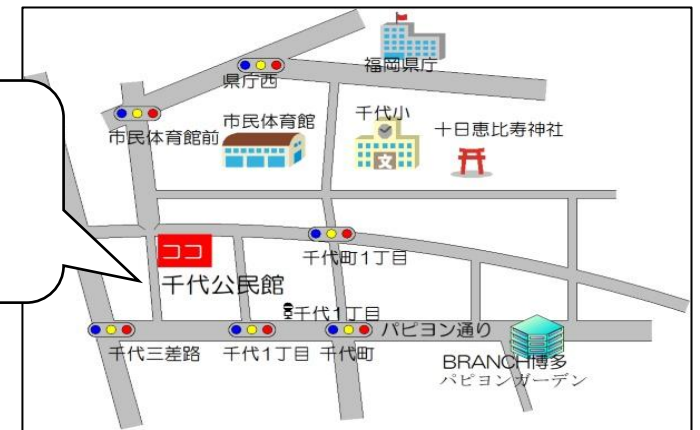 福岡県庁
県庁西
市民体育館前
市民体育館
千代小
文
十日恵比寿神社
ココ
千代公民館
千代町1丁目
千代1丁目
パピヨン通り
千代三差路
千代1丁目
千代町
BRANCH博多
パピヨンガーデン